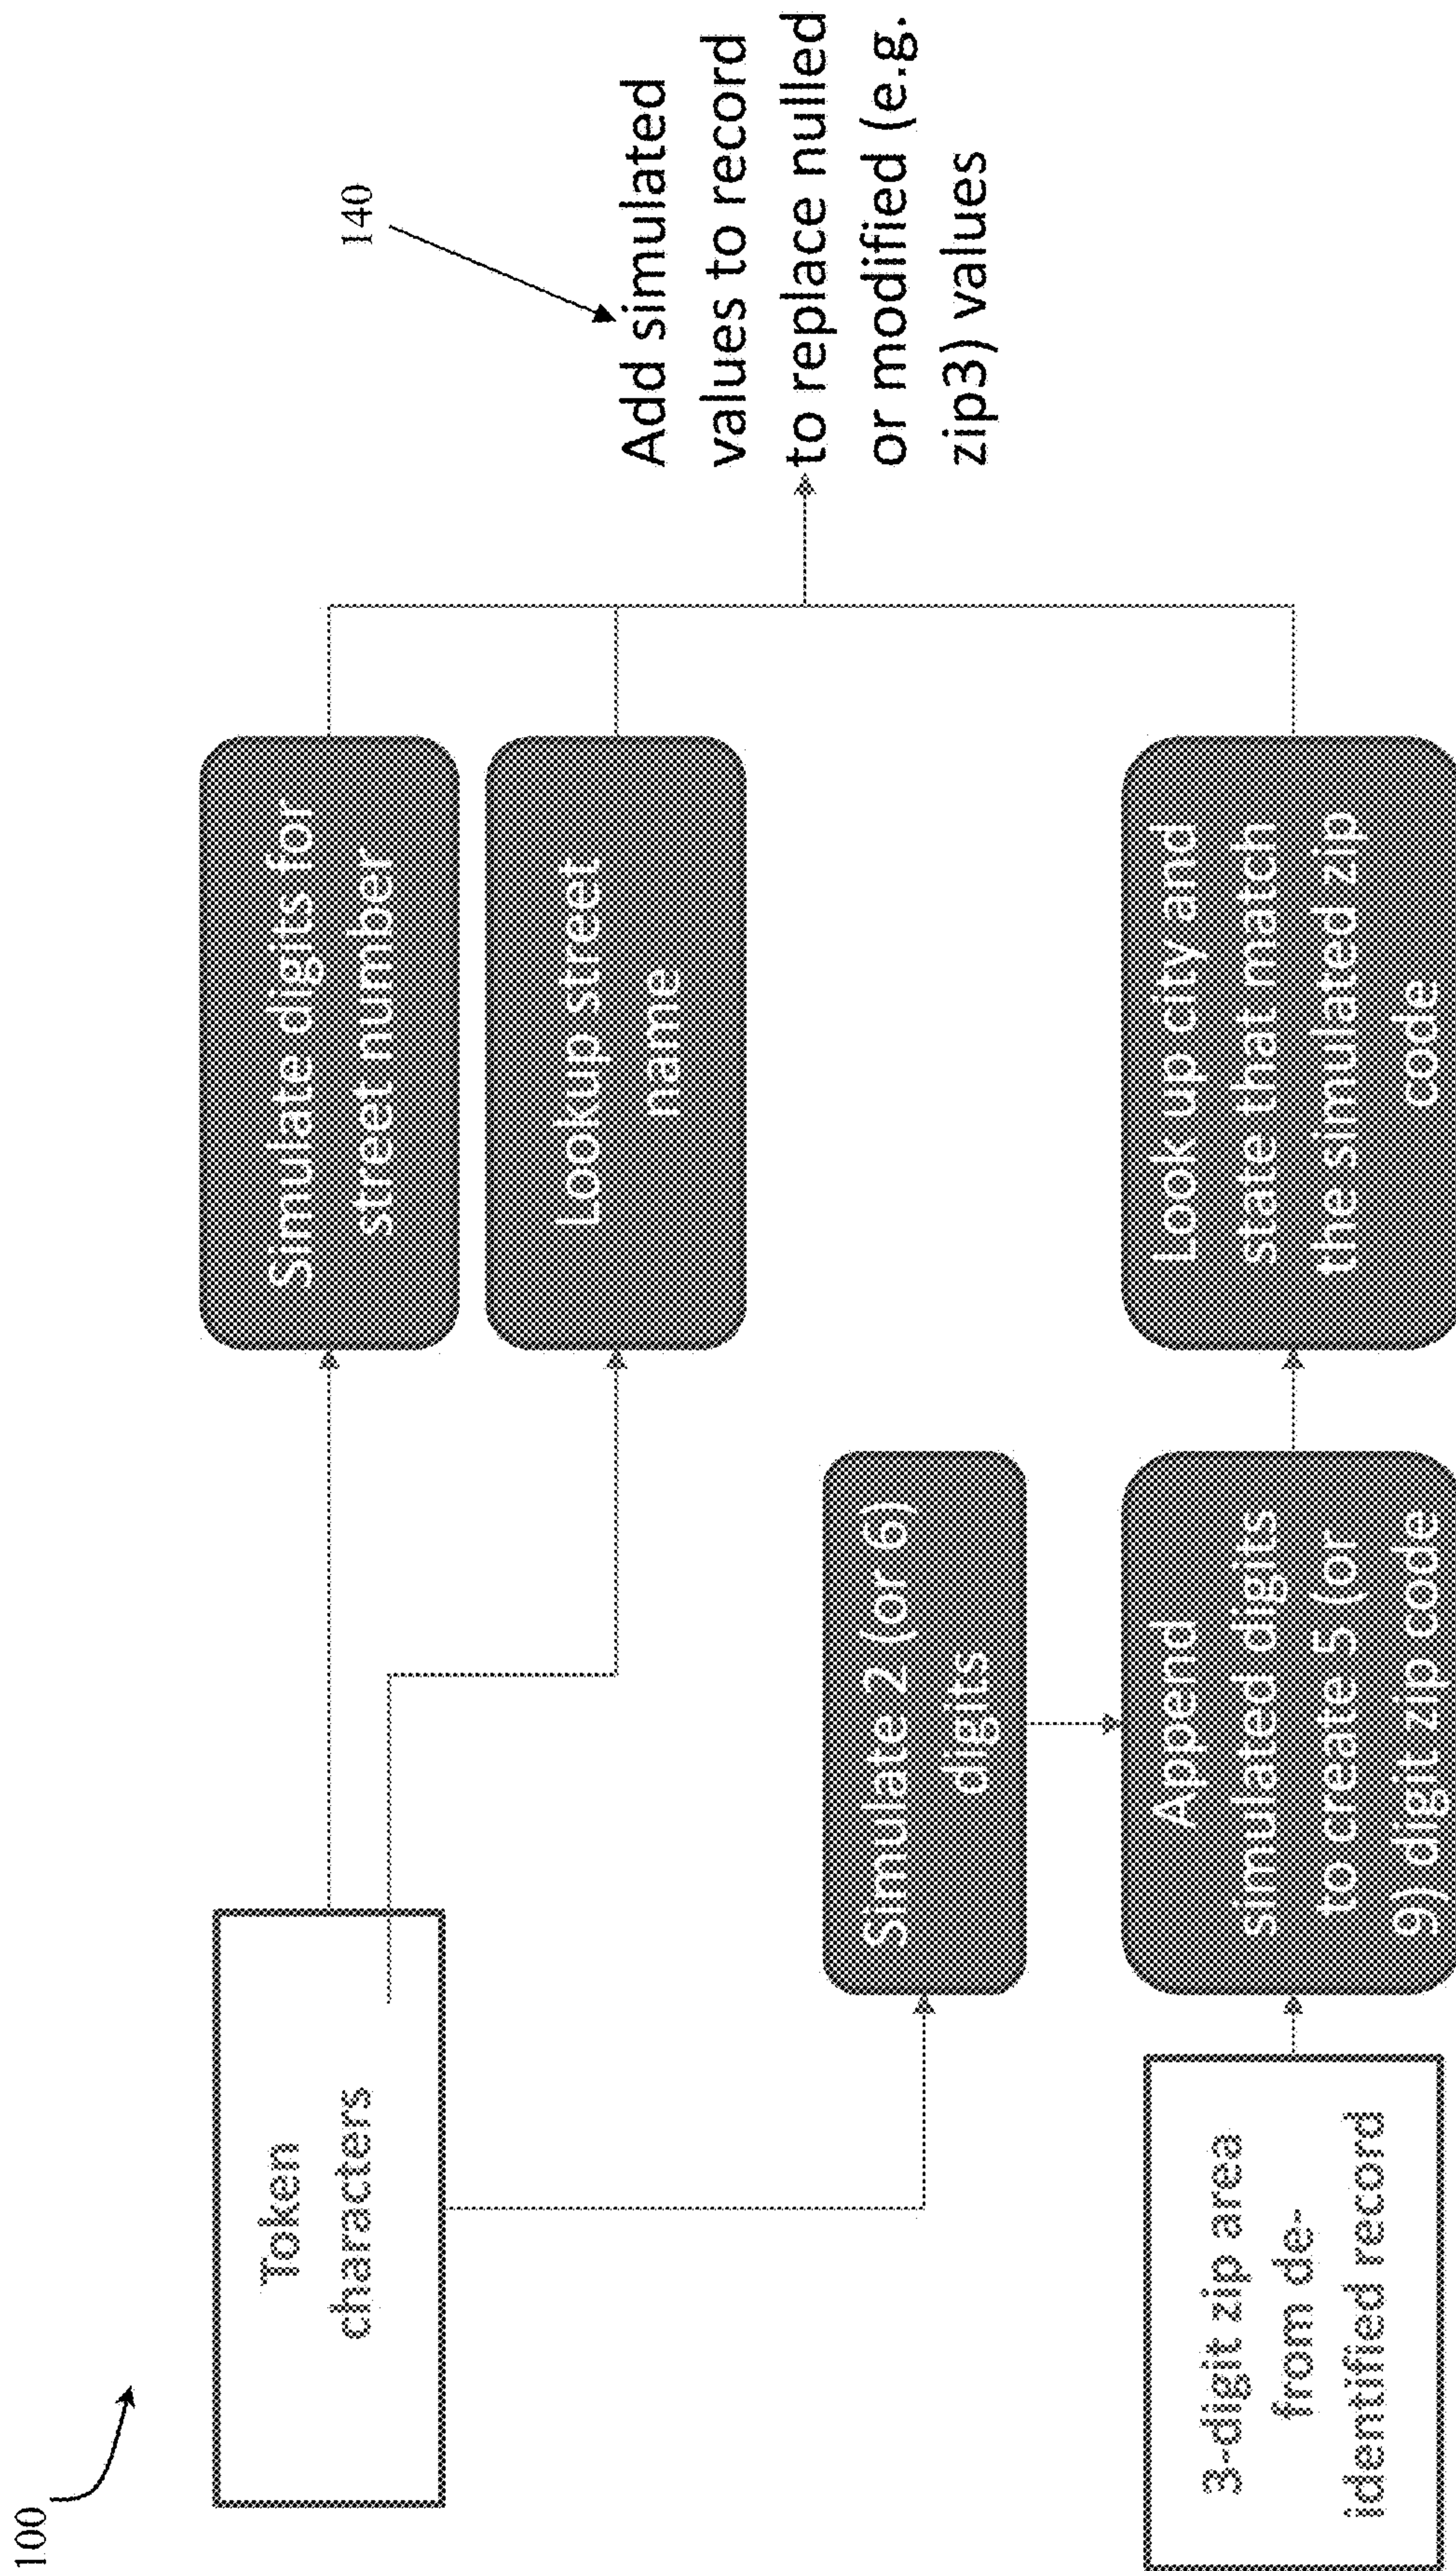 100
Token
characters
Simulate digits for
street number
Lookup street
name
140
Add simulated
values to record
to replace nulled
or modified (e.g.
zip3) values
Simulate 2 (or 6)
digits
3-digit zip area
from de-
identified record
Append
simulated digits
to create 5 (or
9) digit zip code
Look up city and
state that match
the simulated zip
code